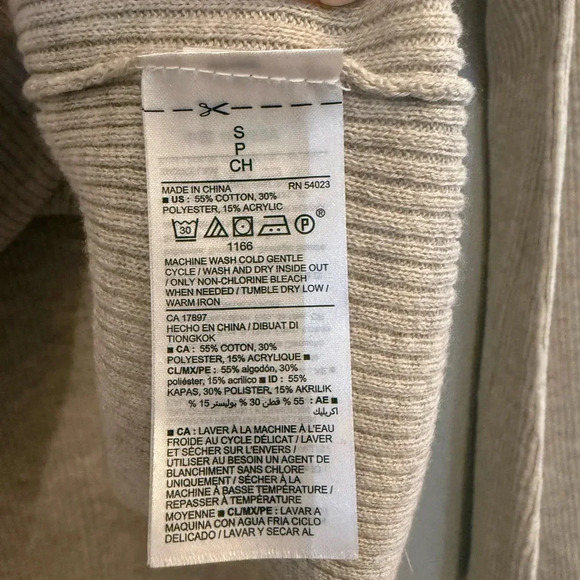 S
P
CH
MADE IN CHINA RN 54023
■ US : 55% COTTON, 30%
POLYESTER, 15% ACRYLIC
30 P ®
1166
MACHINE WASH COLD GENTLE
CYCLE / WASH AND DRY INSIDE OUT
/ ONLY NON-CHLORINE BLEACH
WHEN NEEDED / TUMBLE DRY LOW /
WARM IRON
CA 17897
HECHO EN CHINA / DIBUAT DI
TIONGKOK
■ CA : 55% COTON, 30%
POLYESTER, 15% ACRYLIQUE ■
CL/MX/PE : 55% algodón, 30%
poliéster, 15% acrílico ■ ID : 55%
KAPAS, 30% POLISTER, 15% AKRILIK
■ AE : 55 % قطن 30 % بوليستر 15 %
اكريليك
■ CA : LAVER À LA MACHINE À L'EAU
FROIDE AU CYCLE DÉLICAT / LAVER
ET SÉCHER SUR L'ENVERS /
UTILISER AU BESOIN UN AGENT DE
BLANCHIMENT SANS CHLORE
UNIQUEMENT / SÉCHER À LA
MACHINE À BASSE TEMPÉRATURE /
REPASSER À TEMPÉRATURE
MOYENNE ■ CL/MX/PE : LAVAR A
MAQUINA CON AGUA FRIA CICLO
DELICADO / LAVAR Y SECAR AL